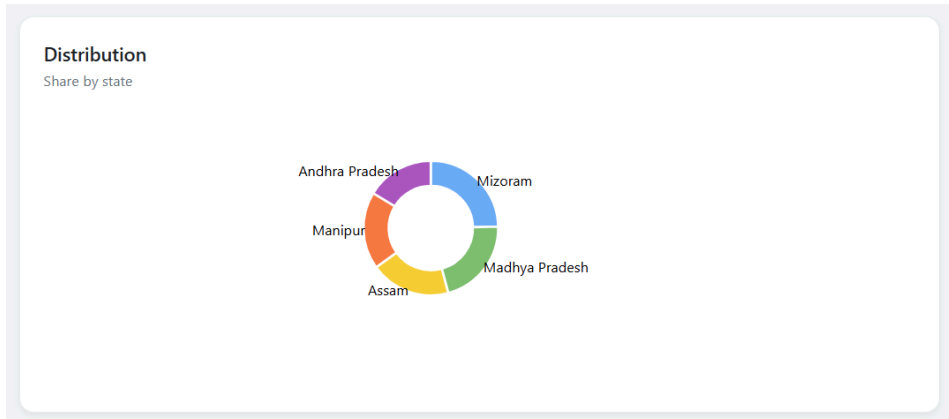 Distribution
Share by state
Andhra Pradesh
Mizoram
Manipur
Madhya Pradesh
Assam